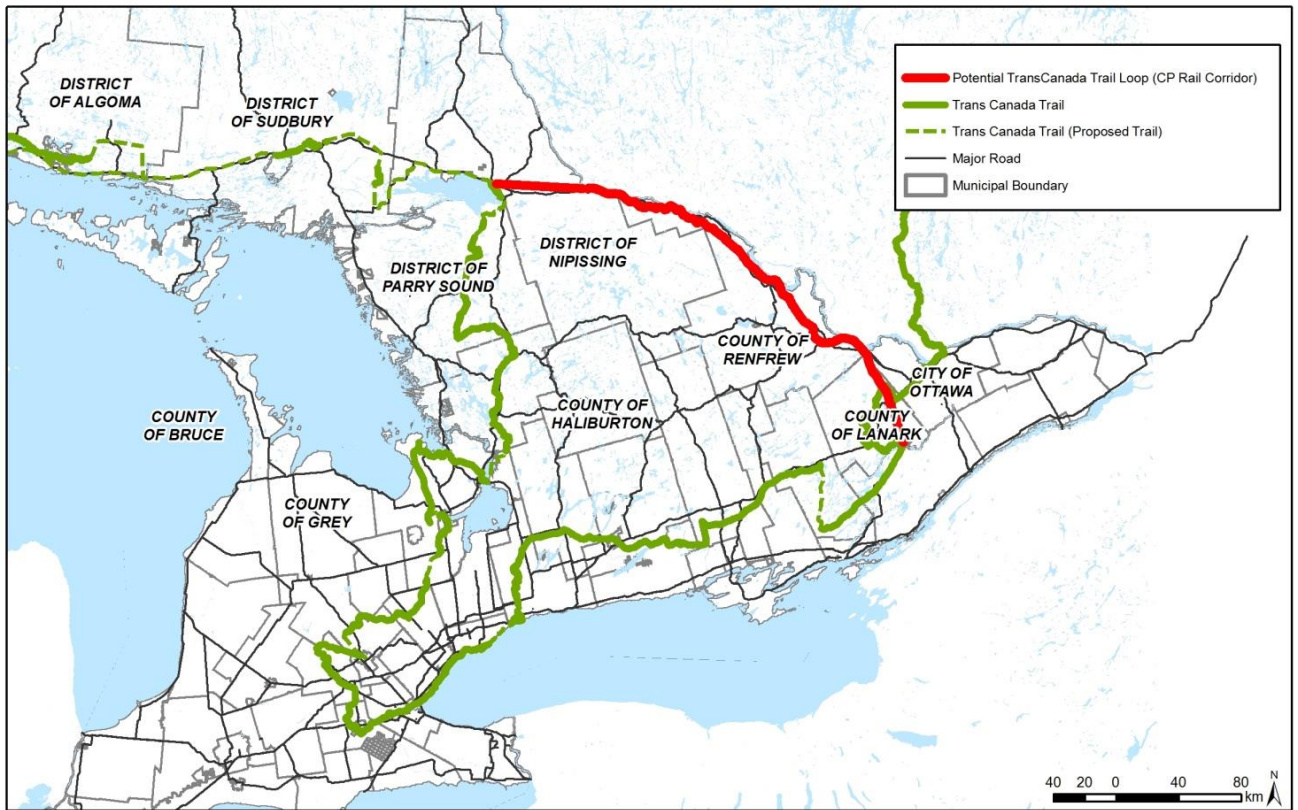 DISTRICT
OF ALGOMA
DISTRICT
OF SUDBURY
Potential TransCanada Trail Loop (CP Rail Corridor)
Trans Canada Trail
Trans Canada Trail (Proposed Trail)
Major Road
Municipal Boundary
DISTRICT OF
NIPISSING
DISTRICT OF
PARRY SOUND
COUNTY OF
RENFREW
CITY OF
OTTAWA
COUNTY OF
HALIBURTON
COUNTY
OF LANARK
COUNTY
OF BRUCE
COUNTY
OF GREY
40 20 0 40 80
km
N